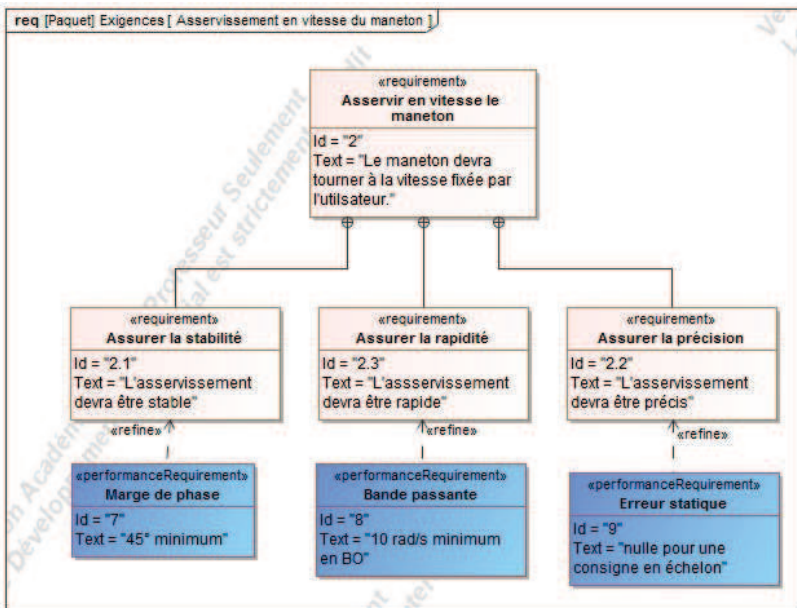 req [Paquet] Exigences [ Asservissement en vitesse du maneton ]
«requirement»
Asservir en vitesse le
maneton
Id = "2"
Text = "Le maneton devra
tourner à la vitesse fixée par
l'utilsateur."
«requirement»
Assurer la stabilité
Id = "2.1"
Text = "L'asservissement
devra être stable"
«requirement»
Assurer la rapidité
Id = "2.3"
Text = "L'assservissement
devra être rapide"
«requirement»
Assurer la précision
Id = "2.2"
Text = "L'asservissement
devra être précis"
«refine»
«refine»
«refine»
«performanceRequirement»
Marge de phase
Id = "7"
Text = "45° minimum"
«performanceRequirement»
Bande passante
Id = "8"
Text = "10 rad/s minimum
en BO"
«performanceRequirement»
Erreur statique
Id = "9"
Text = "nulle pour une
consigne en échelon"
Professeur Seulement
est strictement